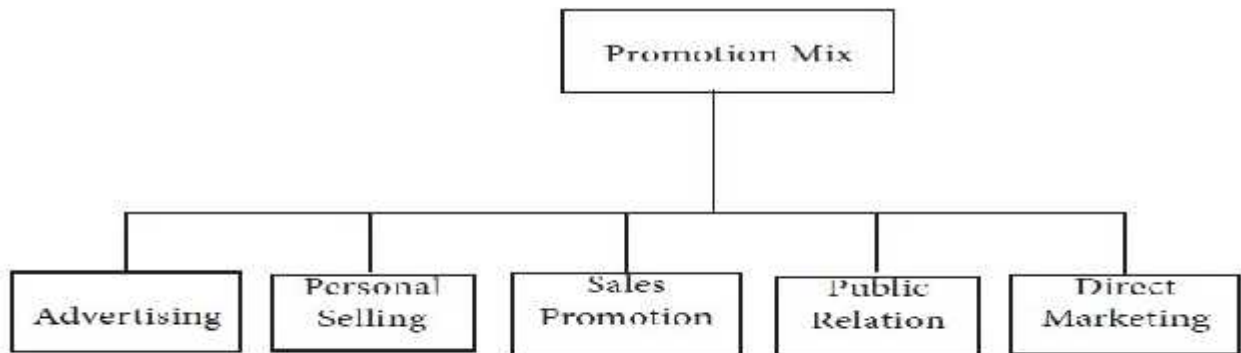 Promotion Mix
Advertising
Personal
Selling
Sales
Promotion
Public
Relation
Direct
Marketing